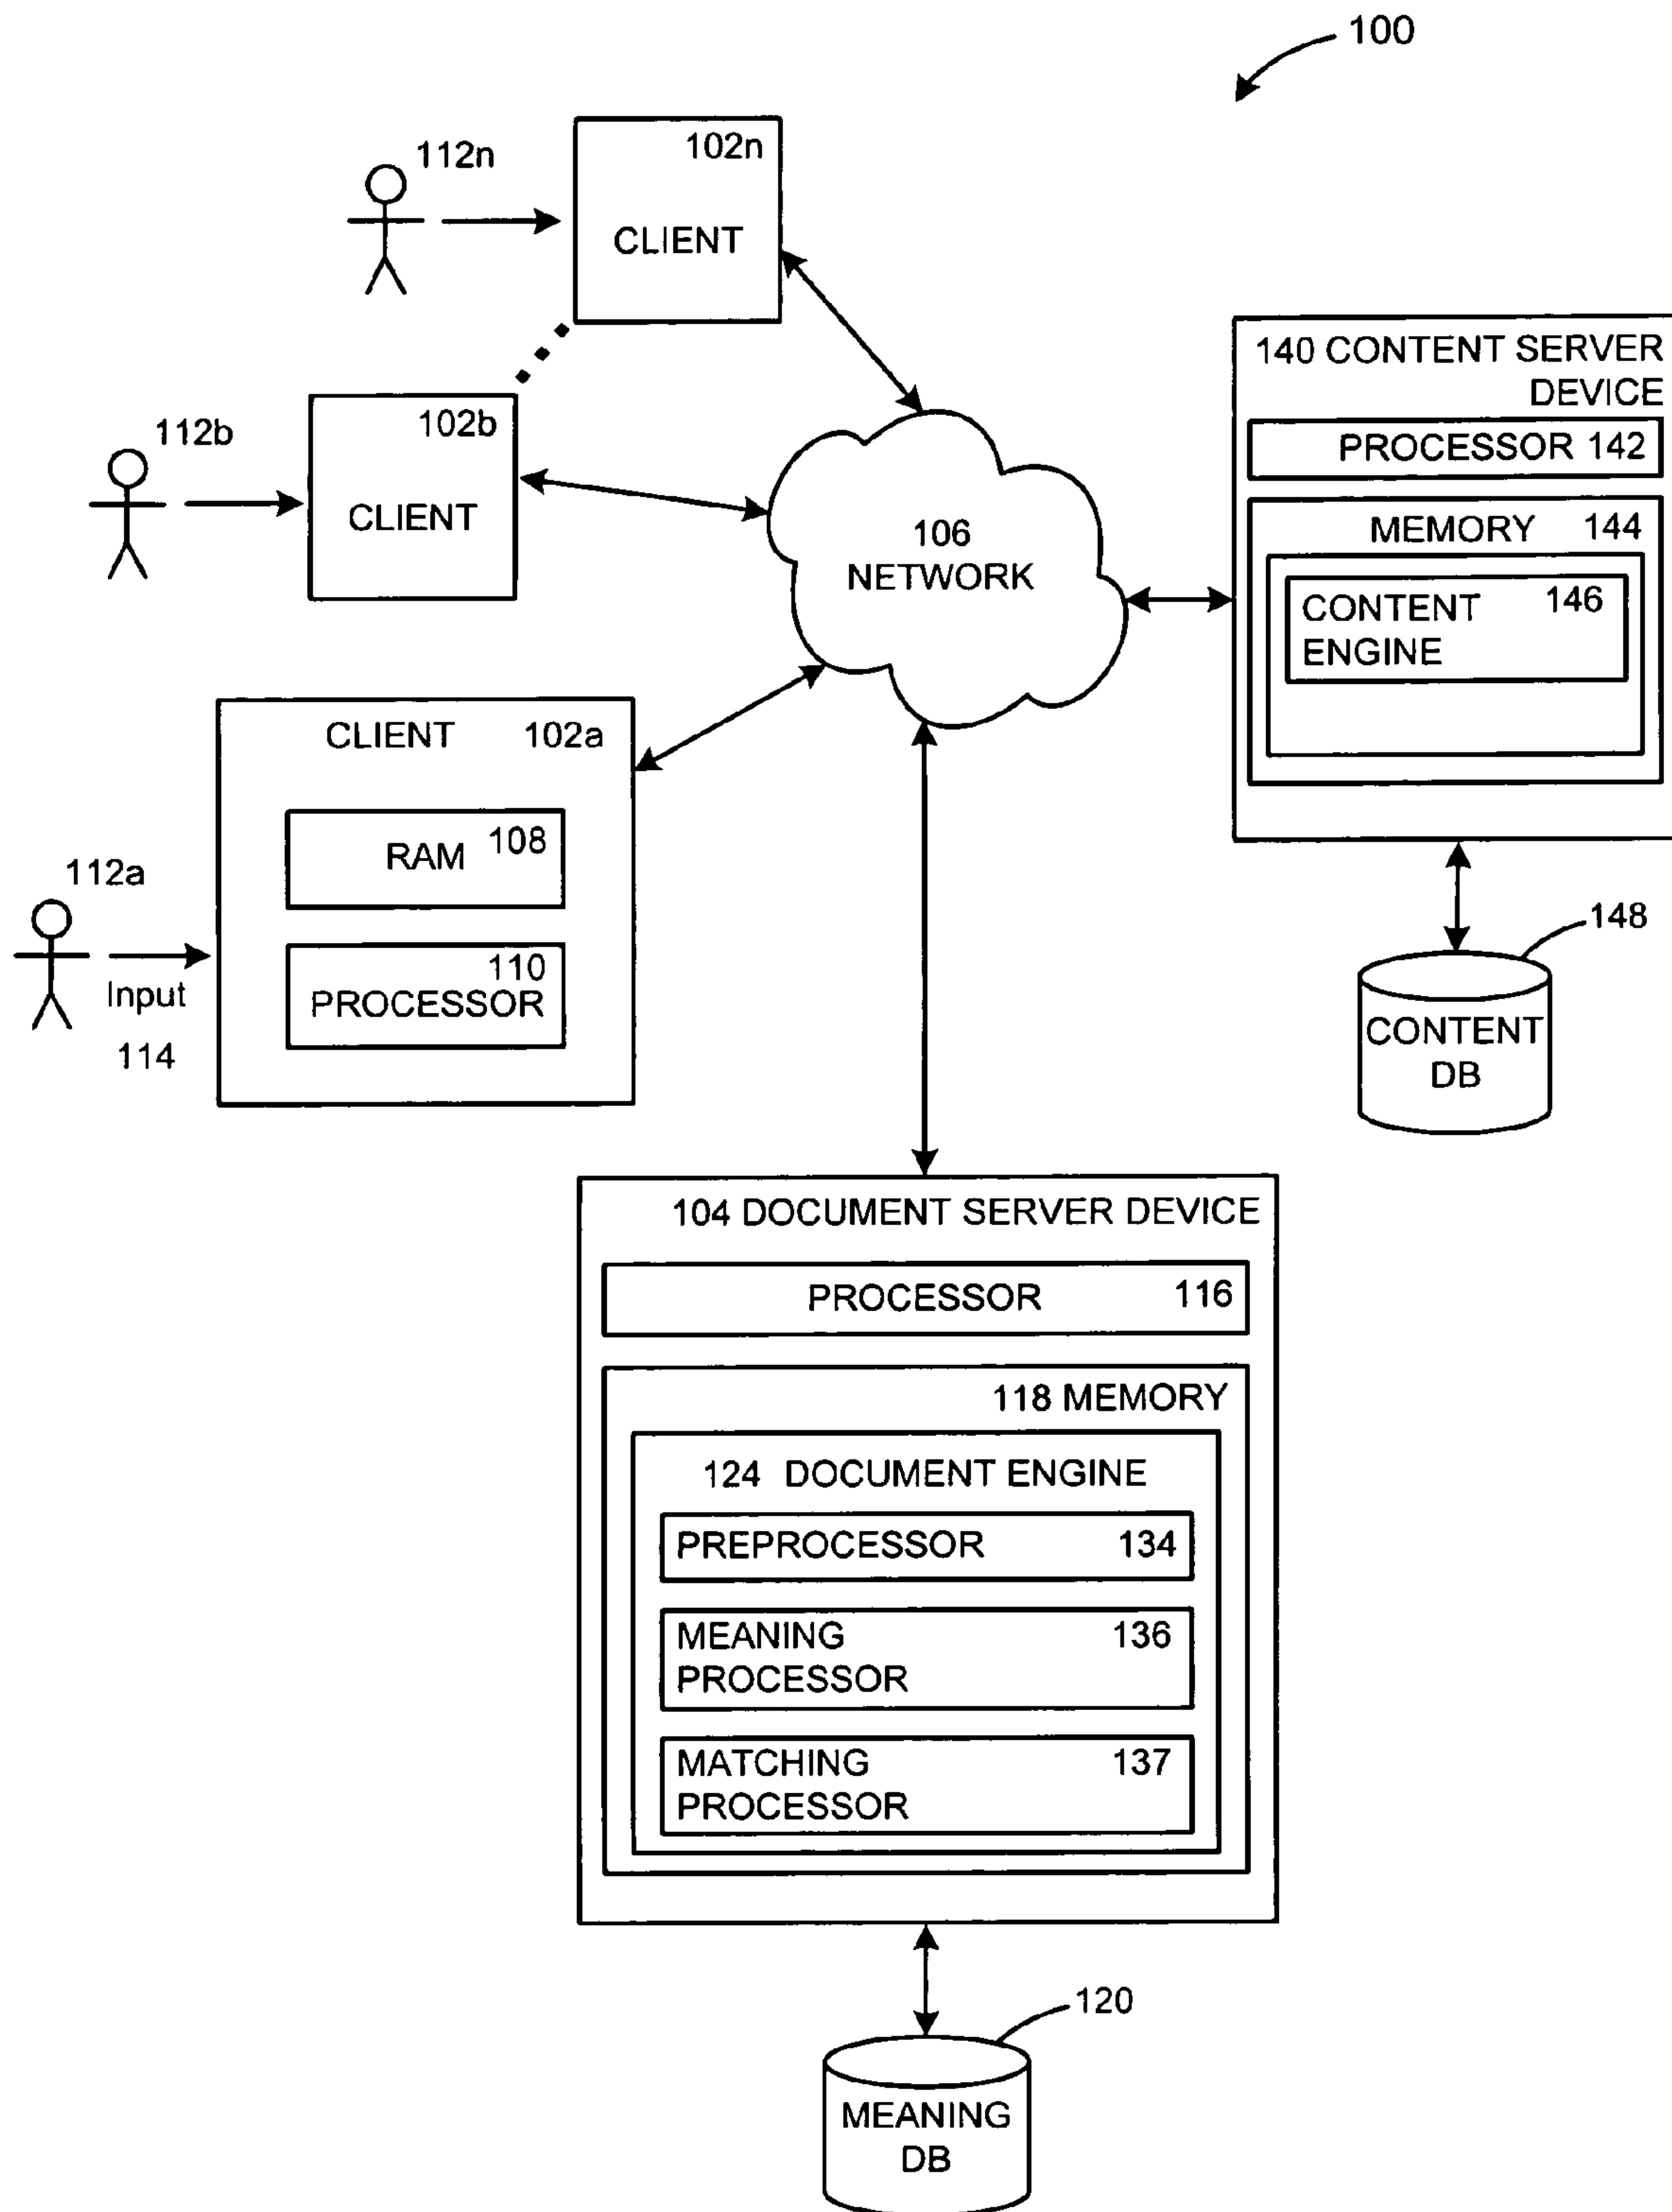 100
112n
102n
CLIENT
112b
102b
CLIENT
106
NETWORK
140 CONTENT SERVER
DEVICE
PROCESSOR 142
MEMORY 144
CONTENT 146
ENGINE
CLIENT 102a
RAM 108
110
PROCESSOR
112a
Input
114
148
CONTENT
DB
104 DOCUMENT SERVER DEVICE
PROCESSOR 116
118 MEMORY
124 DOCUMENT ENGINE
PREPROCESSOR 134
MEANING 136
PROCESSOR
MATCHING 137
PROCESSOR
120
MEANING
DB